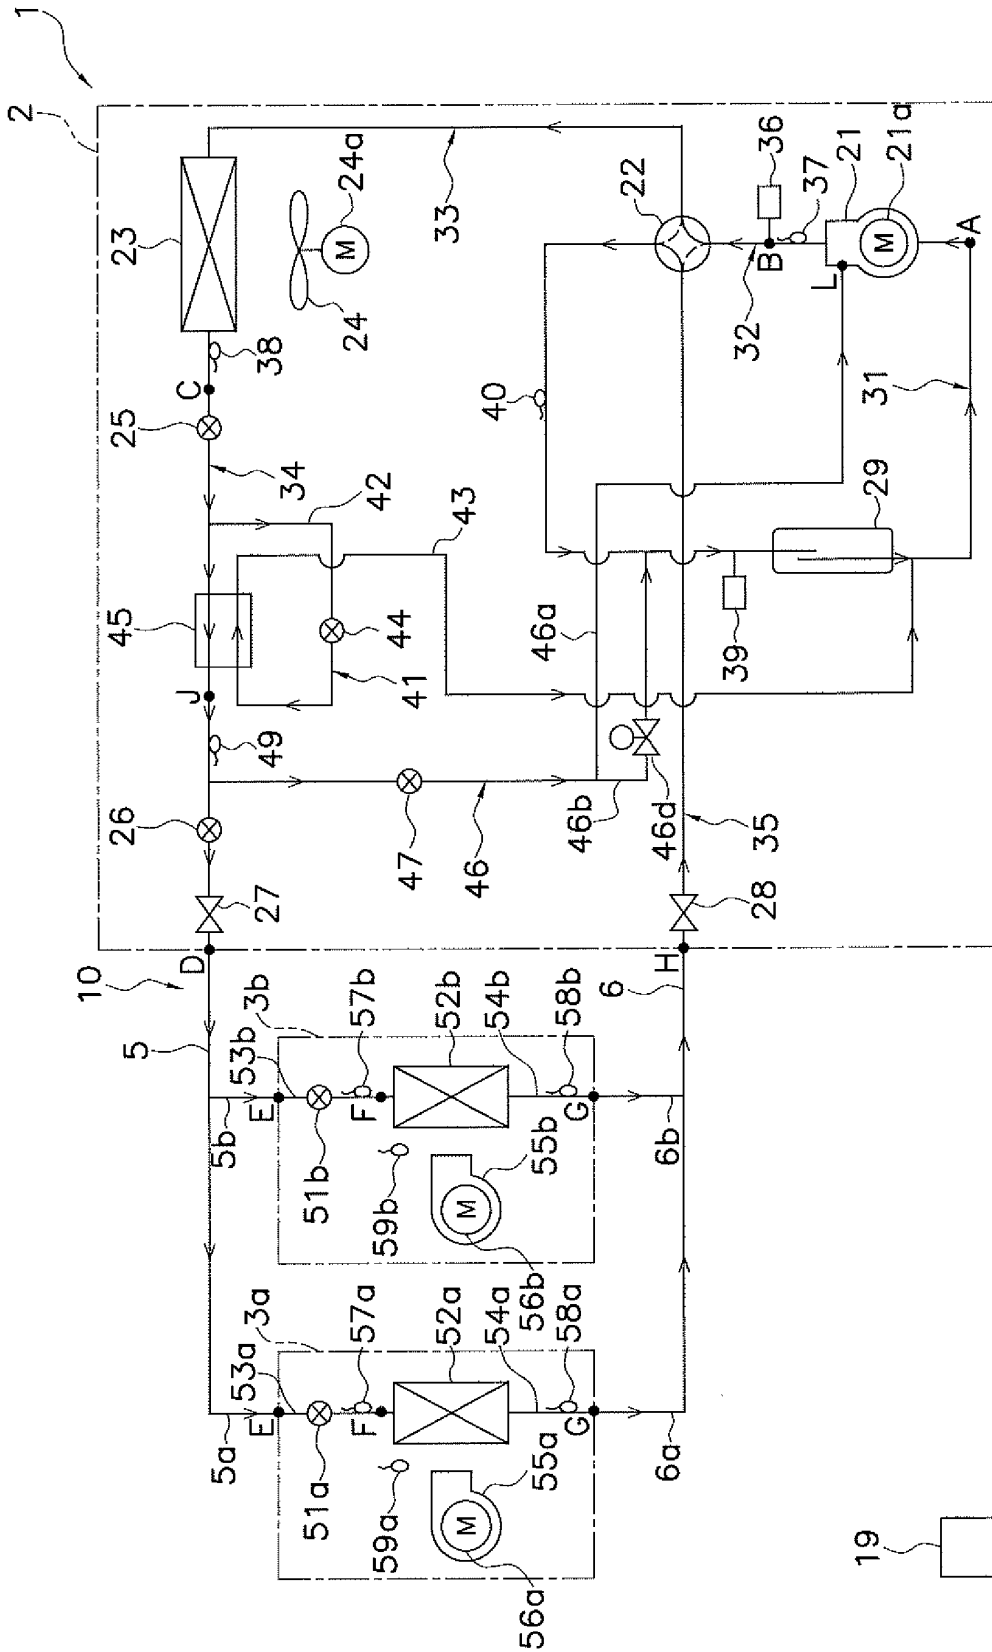 1
2
23
24a
24
33
38
C
25
34
42
43
45
44
41
J
49
26
27
47
46
46a
46b
46d
40
22
36
37
B
21
21a
L
32
A
31
29
39
35
28
M
M
D
H
10
5
6
3b
53b
5b
E
51b
57b
F
52b
54b
58b
G
59b
55b
56b
M
6b
3a
53a
5a
E
51a
57a
F
52a
54a
58a
G
59a
55a
56a
M
6a
19